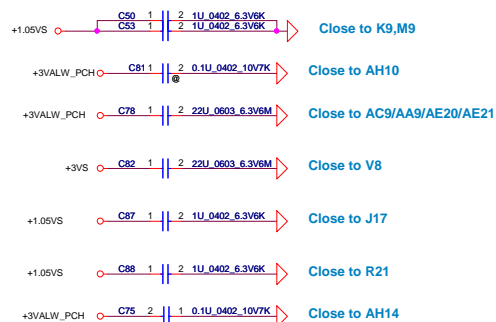 C50 1 2 1U_0402_6.3V6K
+1.05VS C53 1 2 1U_0402_6.3V6K Close to K9,M9
+3VALW_PCH C81 1 2 0.1U_0402_10V7K Close to AH10
@
+3VALW_PCH C78 1 2 22U_0603_6.3V6M Close to AC9/AA9/AE20/AE21
+3VS C82 1 2 22U_0603_6.3V6M Close to V8
+1.05VS C87 1 2 1U_0402_6.3V6K Close to J17
+1.05VS C88 1 2 1U_0402_6.3V6K Close to R21
+3VALW_PCH C75 2 1 0.1U_0402_10V7K Close to AH14